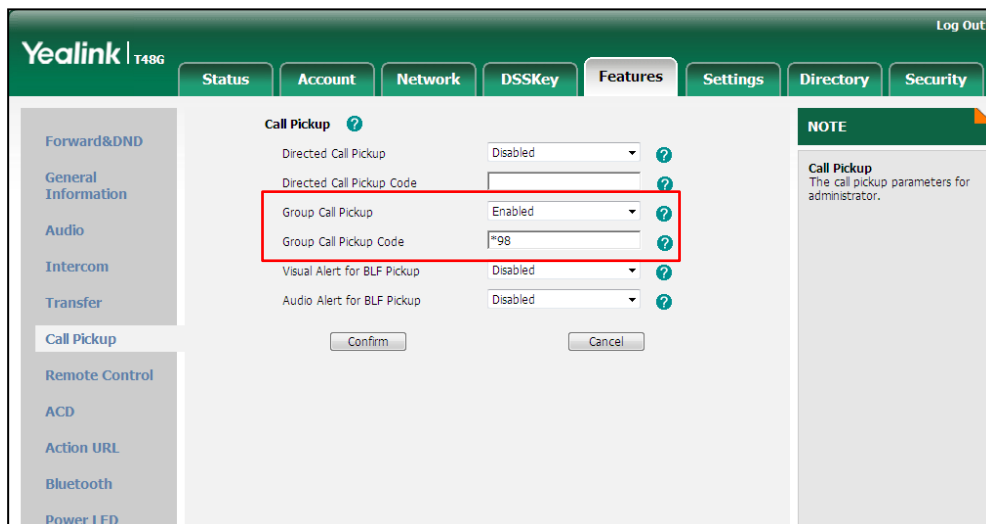 Log Out
Yealink T48G
Status Account Network DSSKey Features Settings Directory Security
Forward&DND
General
Information
Audio
Intercom
Transfer
Call Pickup
Remote Control
ACD
Action URL
Bluetooth
Power LED
Call Pickup ?
Directed Call Pickup Disabled ?
Directed Call Pickup Code ?
Group Call Pickup Enabled ?
Group Call Pickup Code *98 ?
Visual Alert for BLF Pickup Disabled ?
Audio Alert for BLF Pickup Disabled ?
Confirm Cancel
NOTE
Call Pickup
The call pickup parameters for
administrator.